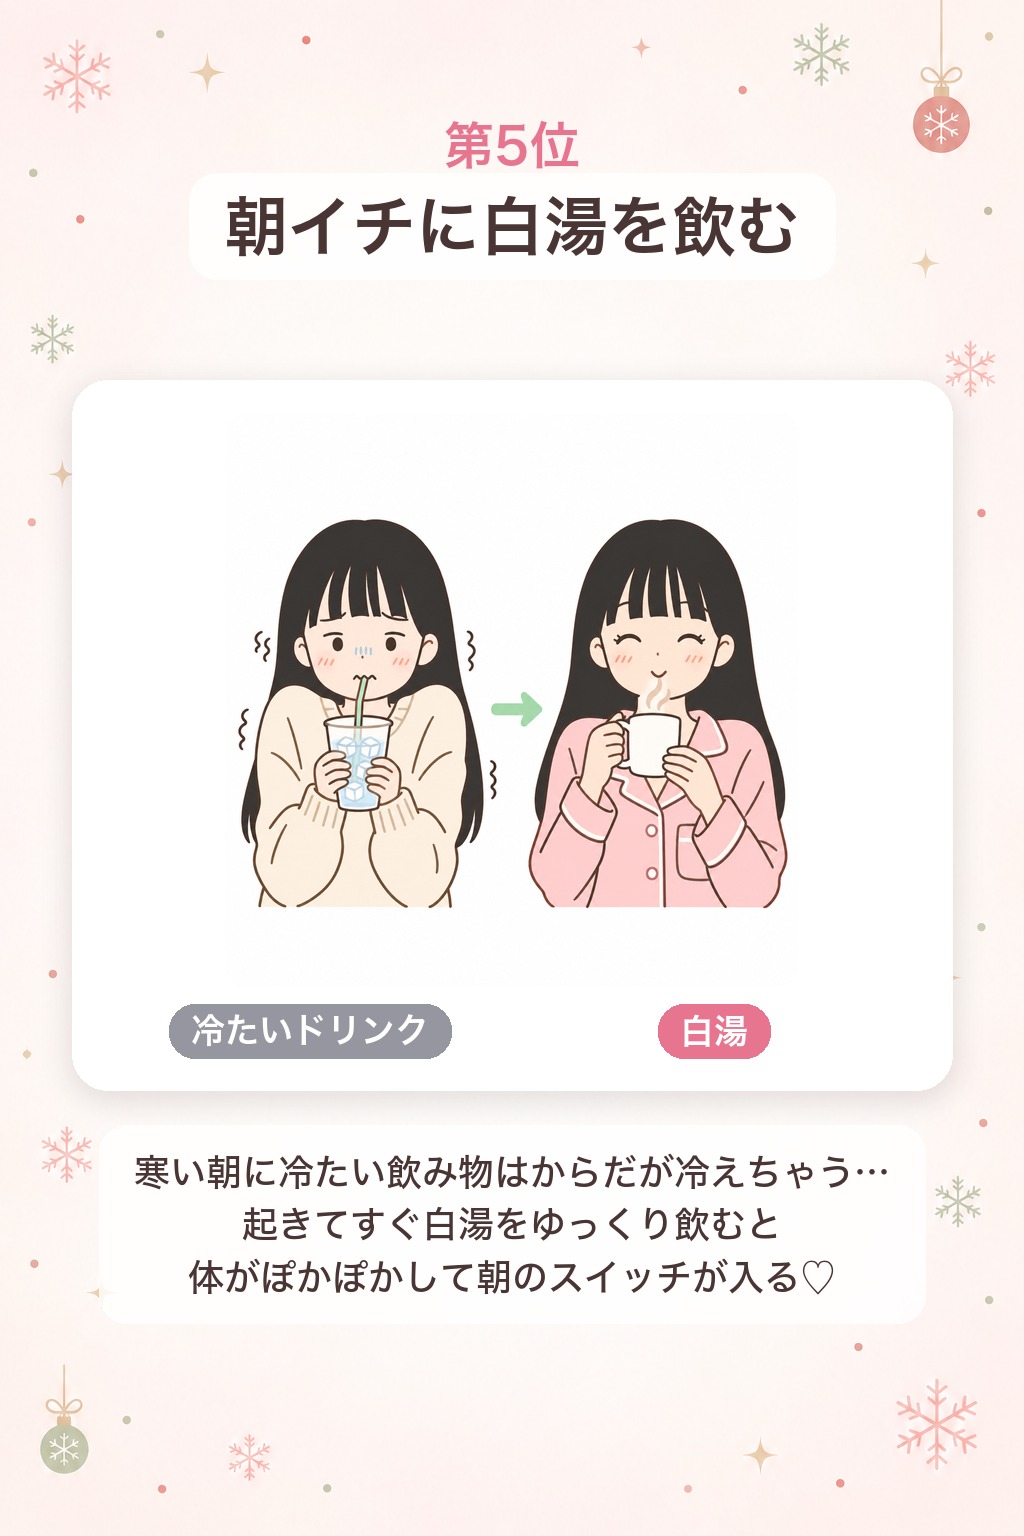 第5位
朝イチに白湯を飲む
冷たいドリンク
白湯
寒い朝に冷たい飲み物はからだが冷えちゃう…
起きてすぐ白湯をゆっくり飲むと
体がぽかぽかして朝のスイッチが入る♡